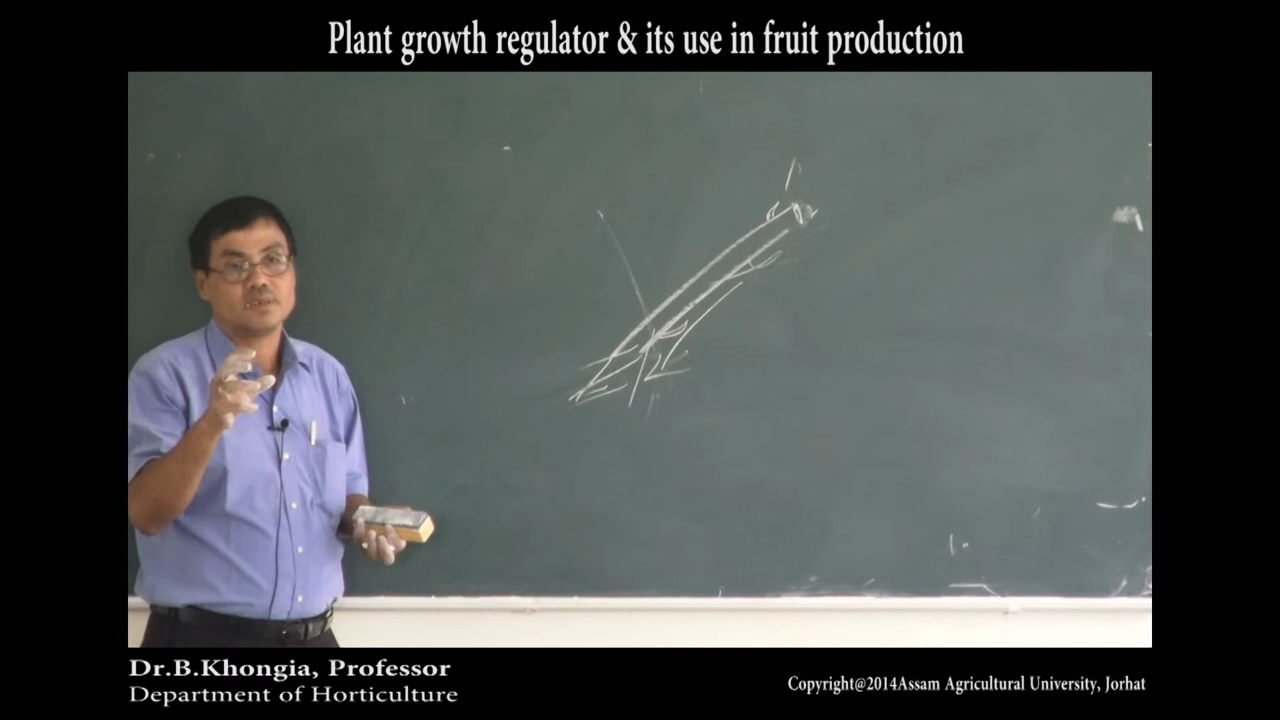 Plant growth regulator & its use in fruit production
Dr.B.Khongia, Professor
Department of Horticulture
Copyright@2014Assam Agricultural University, Jorhat